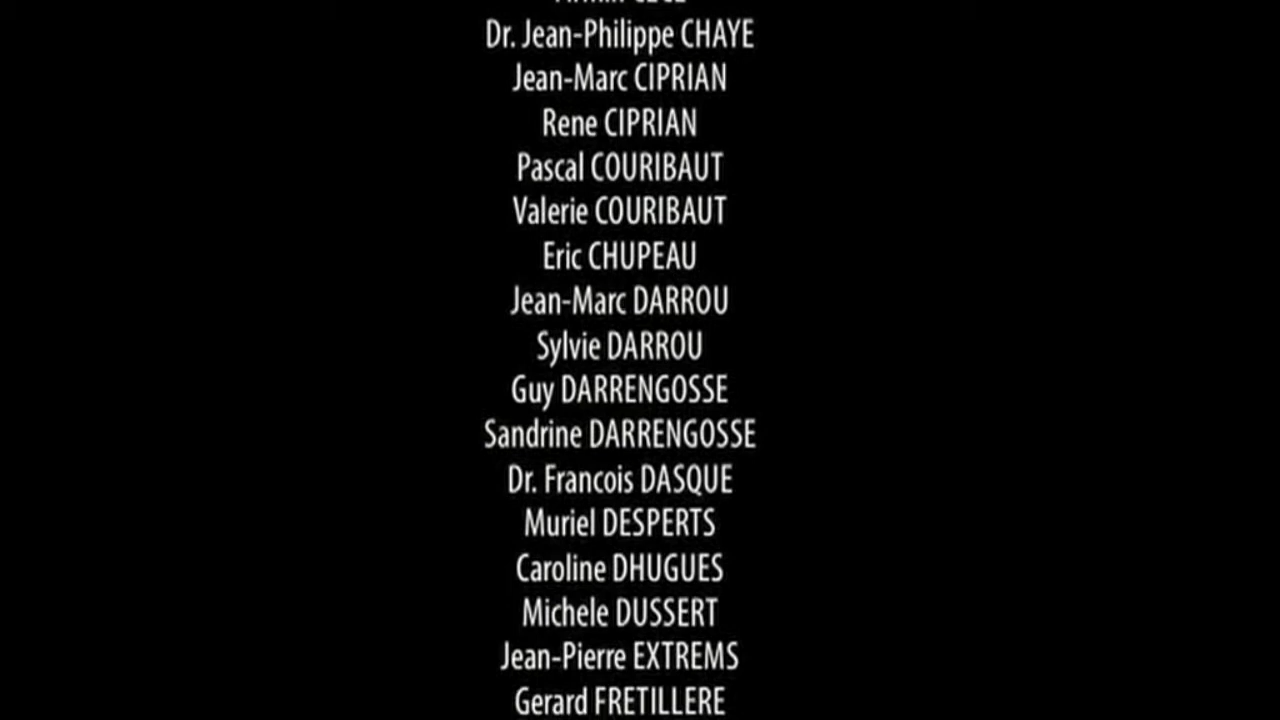 Dr. Jean-Philippe CHAYE
Jean-Marc CIPRIAN
Rene CIPRIAN
Pascal COURIBAUT
Valerie COURIBAUT
Eric CHUPEAU
Jean-Marc DARROU
Sylvie DARROU
Guy DARRENGOSSE
Sandrine DARRENGOSSE
Dr. Francois DASQUE
Muriel DESPERTS
Caroline DHUGUES
Michele DUSSERT
Jean-Pierre EXTREMS
Gerard FRETILLERE